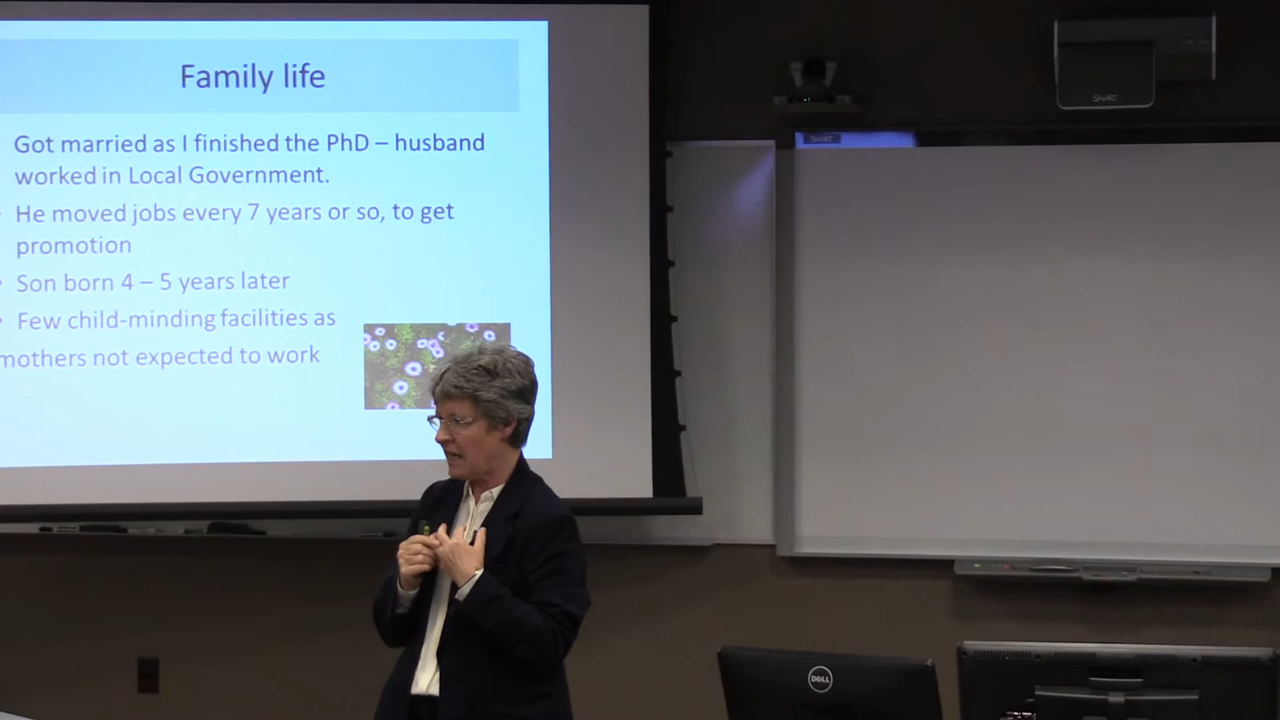 Family life
Got married as I finished the PhD – husband
worked in Local Government.
He moved jobs every 7 years or so, to get
promotion
Son born 4 – 5 years later
Few child-minding facilities as
mothers not expected to work
SMART
SMART
DELL